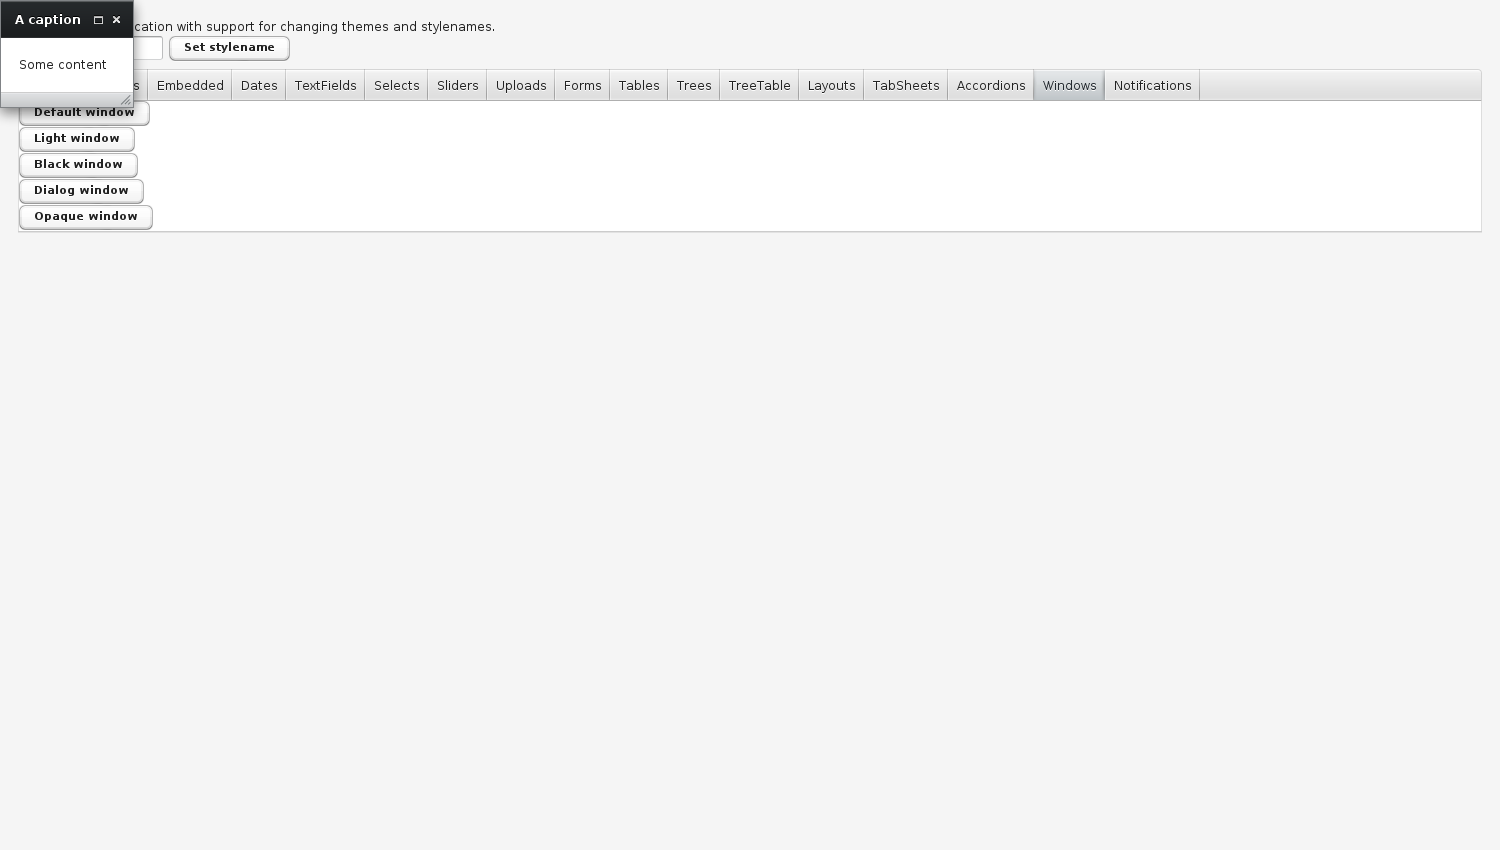 A caption
Some content
cation with support for changing themes and stylenames.
Set stylename
s Embedded Dates TextFields Selects Sliders Uploads Forms Tables Trees TreeTable Layouts TabSheets Accordions Windows Notifications
Default window
Light window
Black window
Dialog window
Opaque window